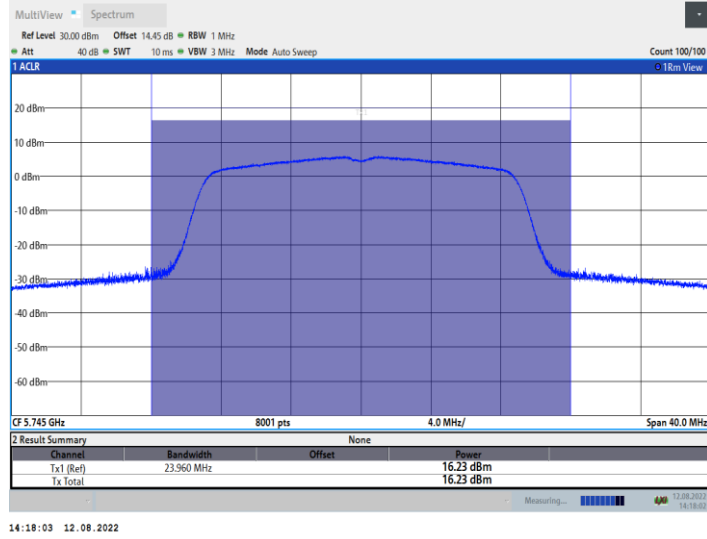 MultiView Spectrum
Ref Level 30.00 dBm Offset 14.45 dB RBW 1 MHz
Att 40 dB SWT 10 ms VBW 3 MHz Mode Auto Sweep Count 100/100
1 ACLR 1Rm View
20 dBm
10 dBm
0 dBm
-10 dBm
-20 dBm
-30 dBm
-40 dBm
-50 dBm
-60 dBm
CF 5.745 GHz 8001 pts 4.0 MHz/ Span 40.0 MHz
2 Result Summary None
Channel Bandwidth Offset Power
Tx1 (Ref) 23.960 MHz 16.23 dBm
Tx Total 16.23 dBm
Measuring... 12.08.2022
14:18:02
14:18:03 12.08.2022